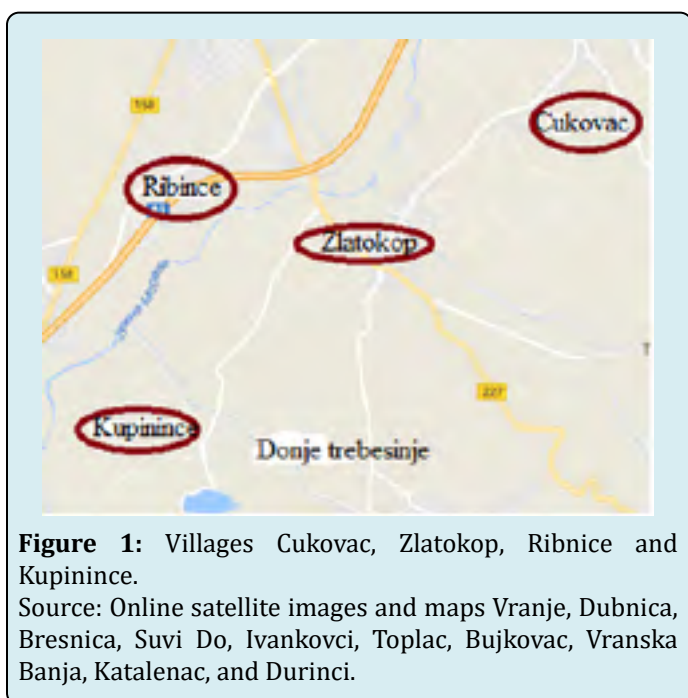 158
Cukovac
Ribince
Zlatokop
158
227
Kupinince
Donje trebesinje
T
Figure 1: Villages Cukovac, Zlatokop, Ribnice and
Kupinince.
Source: Online satellite images and maps Vranje, Dubnica,
Bresnica, Suvi Do, Ivankovci, Toplac, Bujkovac, Vranska
Banja, Katalenac, and Durinci.